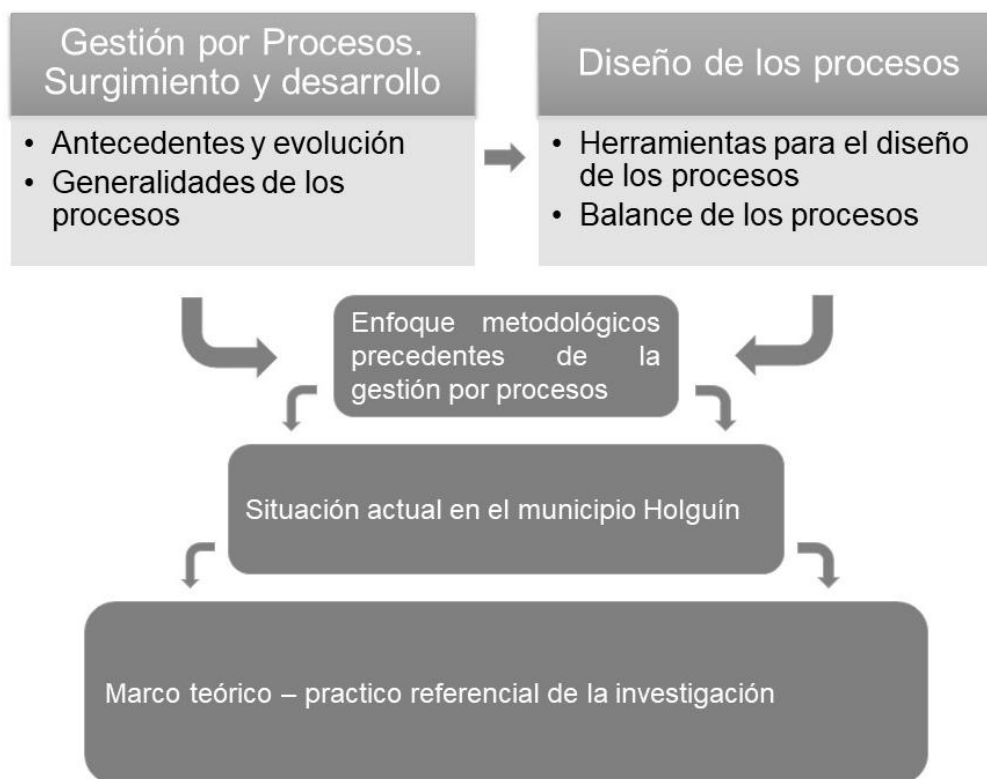 Gestión por Procesos.
Surgimiento y desarrollo
• Antecedentes y evolución
• Generalidades de los
procesos
Diseño de los procesos
• Herramientas para el diseño
de los procesos
• Balance de los procesos
Enfoque metodológicos
precedentes de la
gestión por procesos
Situación actual en el municipio Holguín
Marco teórico – practico referencial de la investigación